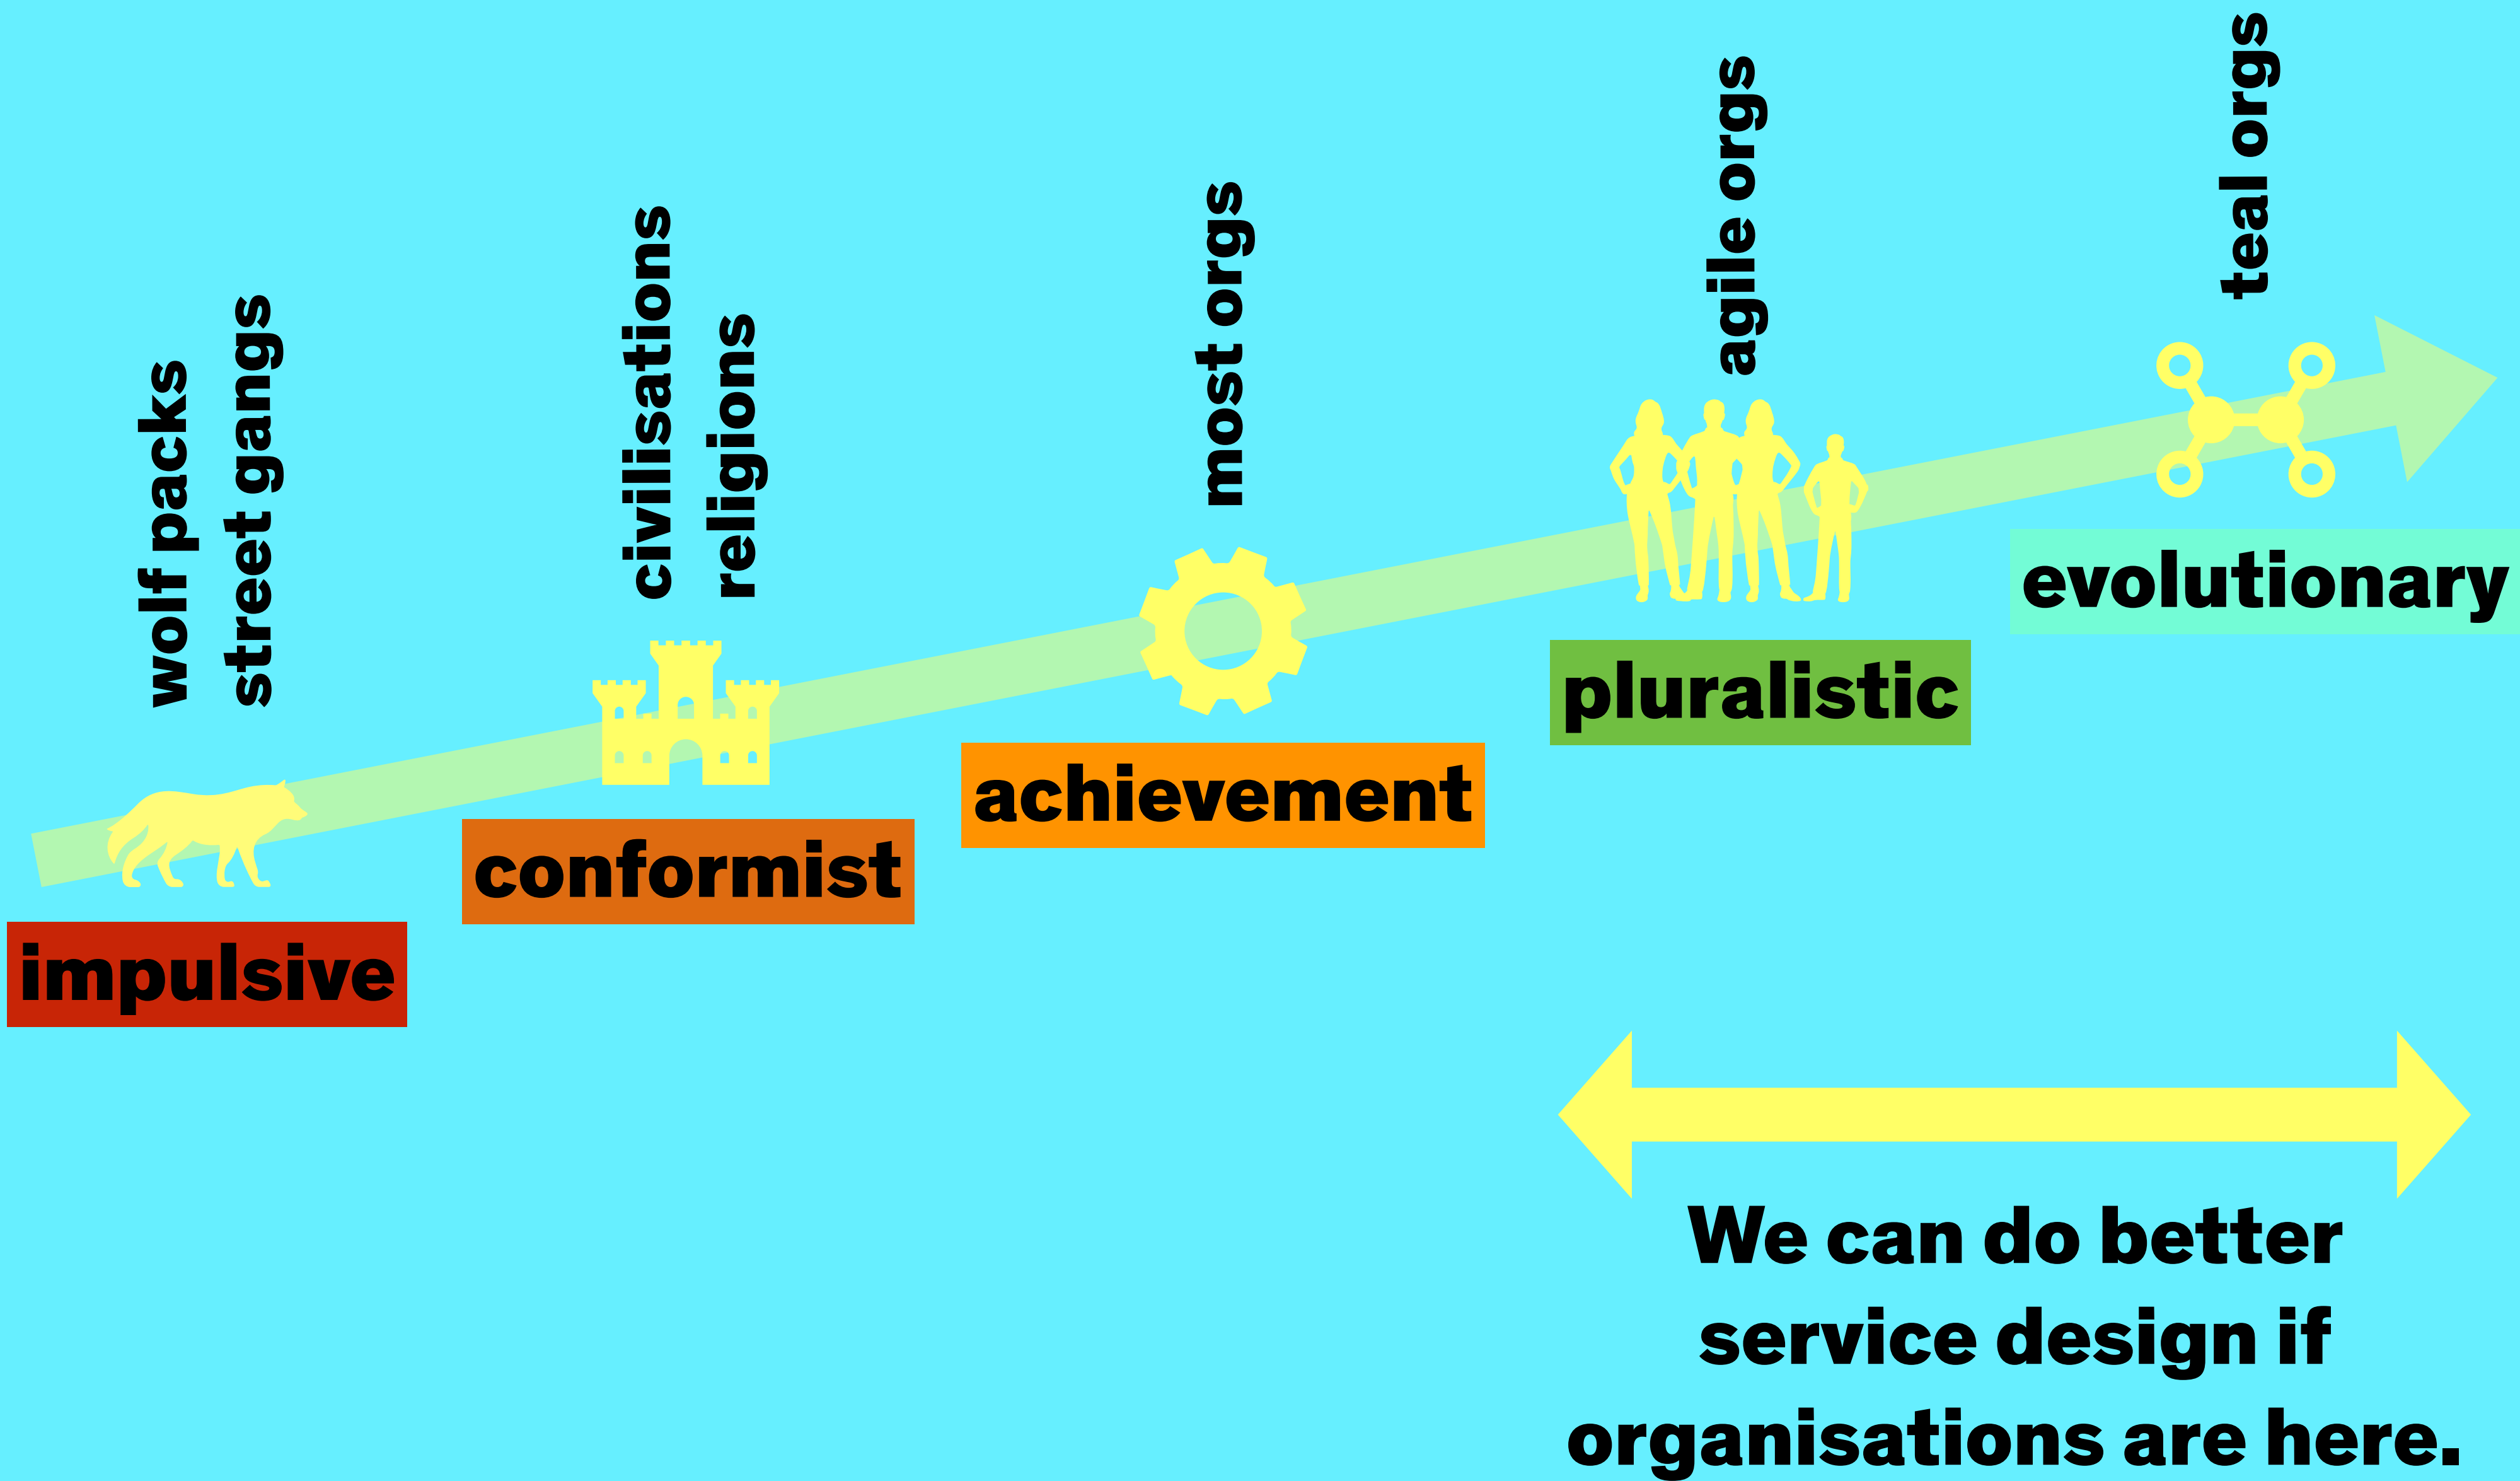 wolf packs
street gangs
impulsive
civilisations
religions
conformist
most orgs
achievement
agile orgs
pluralistic
teal orgs
evolutionary
We can do better
service design if
organisations are here.